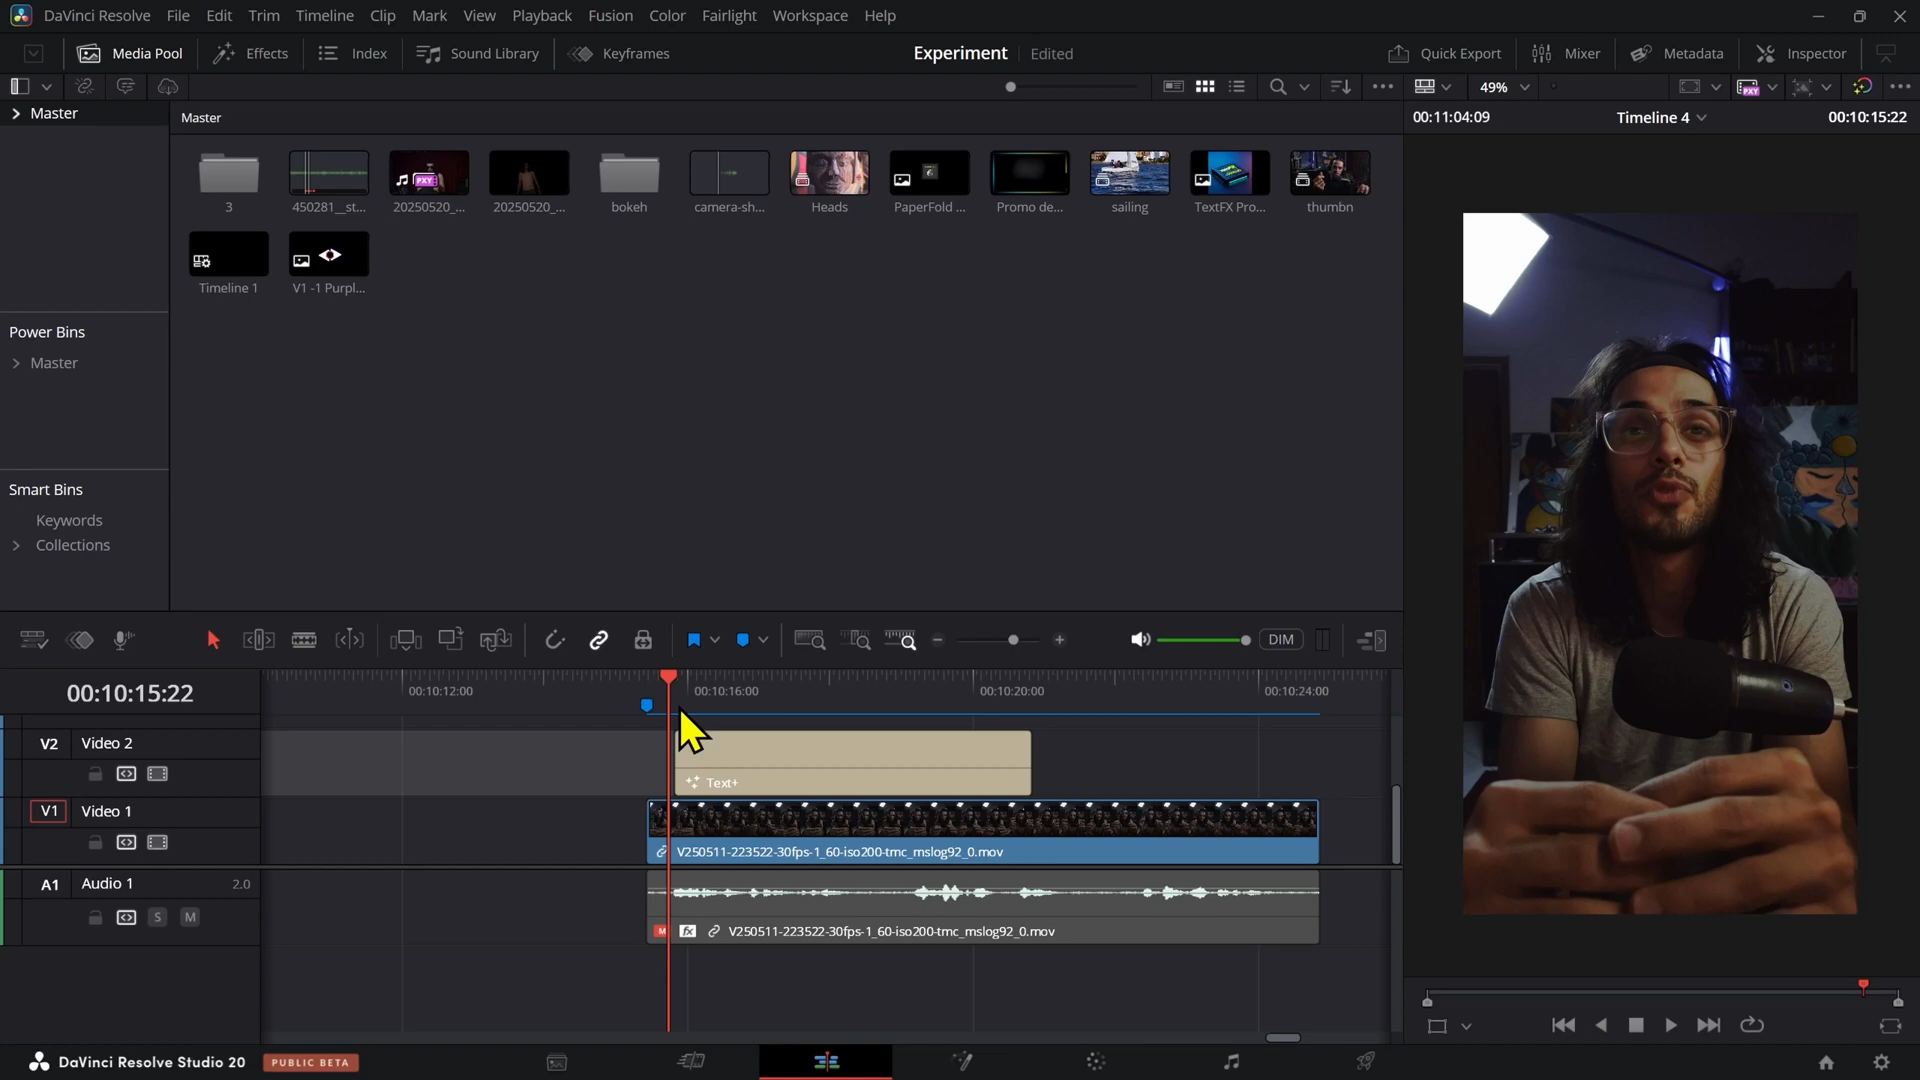 DaVinci Resolve File Edit Trim Timeline Clip Mark View Playback Fusion Color Fairlight Workspace Help
Media Pool Effects Index Sound Library Keyframes Experiment Edited Quick Export Mixer Metadata Inspector
49% PXY
Master Master 00:11:04:09 Timeline 4 00:10:15:22
PXY
3 450281__st... 20250520_... 20250520_... bokeh camera-sh... Heads PaperFold ... Promo de... sailing TextFX Pro... thumbn
Timeline 1 V1 -1 Purpl...
Power Bins
Master
Smart Bins
Keywords
Collections
DIM
00:10:15:22 00:10:12:00 00:10:16:00 00:10:20:00 00:10:24:00
V2 Video 2
Text+
V1 Video 1
V250511-223522-30fps-1_60-iso200-tmc_mslog92_0.mov
A1 Audio 1 2.0
S M
M fx V250511-223522-30fps-1_60-iso200-tmc_mslog92_0.mov
DaVinci Resolve Studio 20 PUBLIC BETA